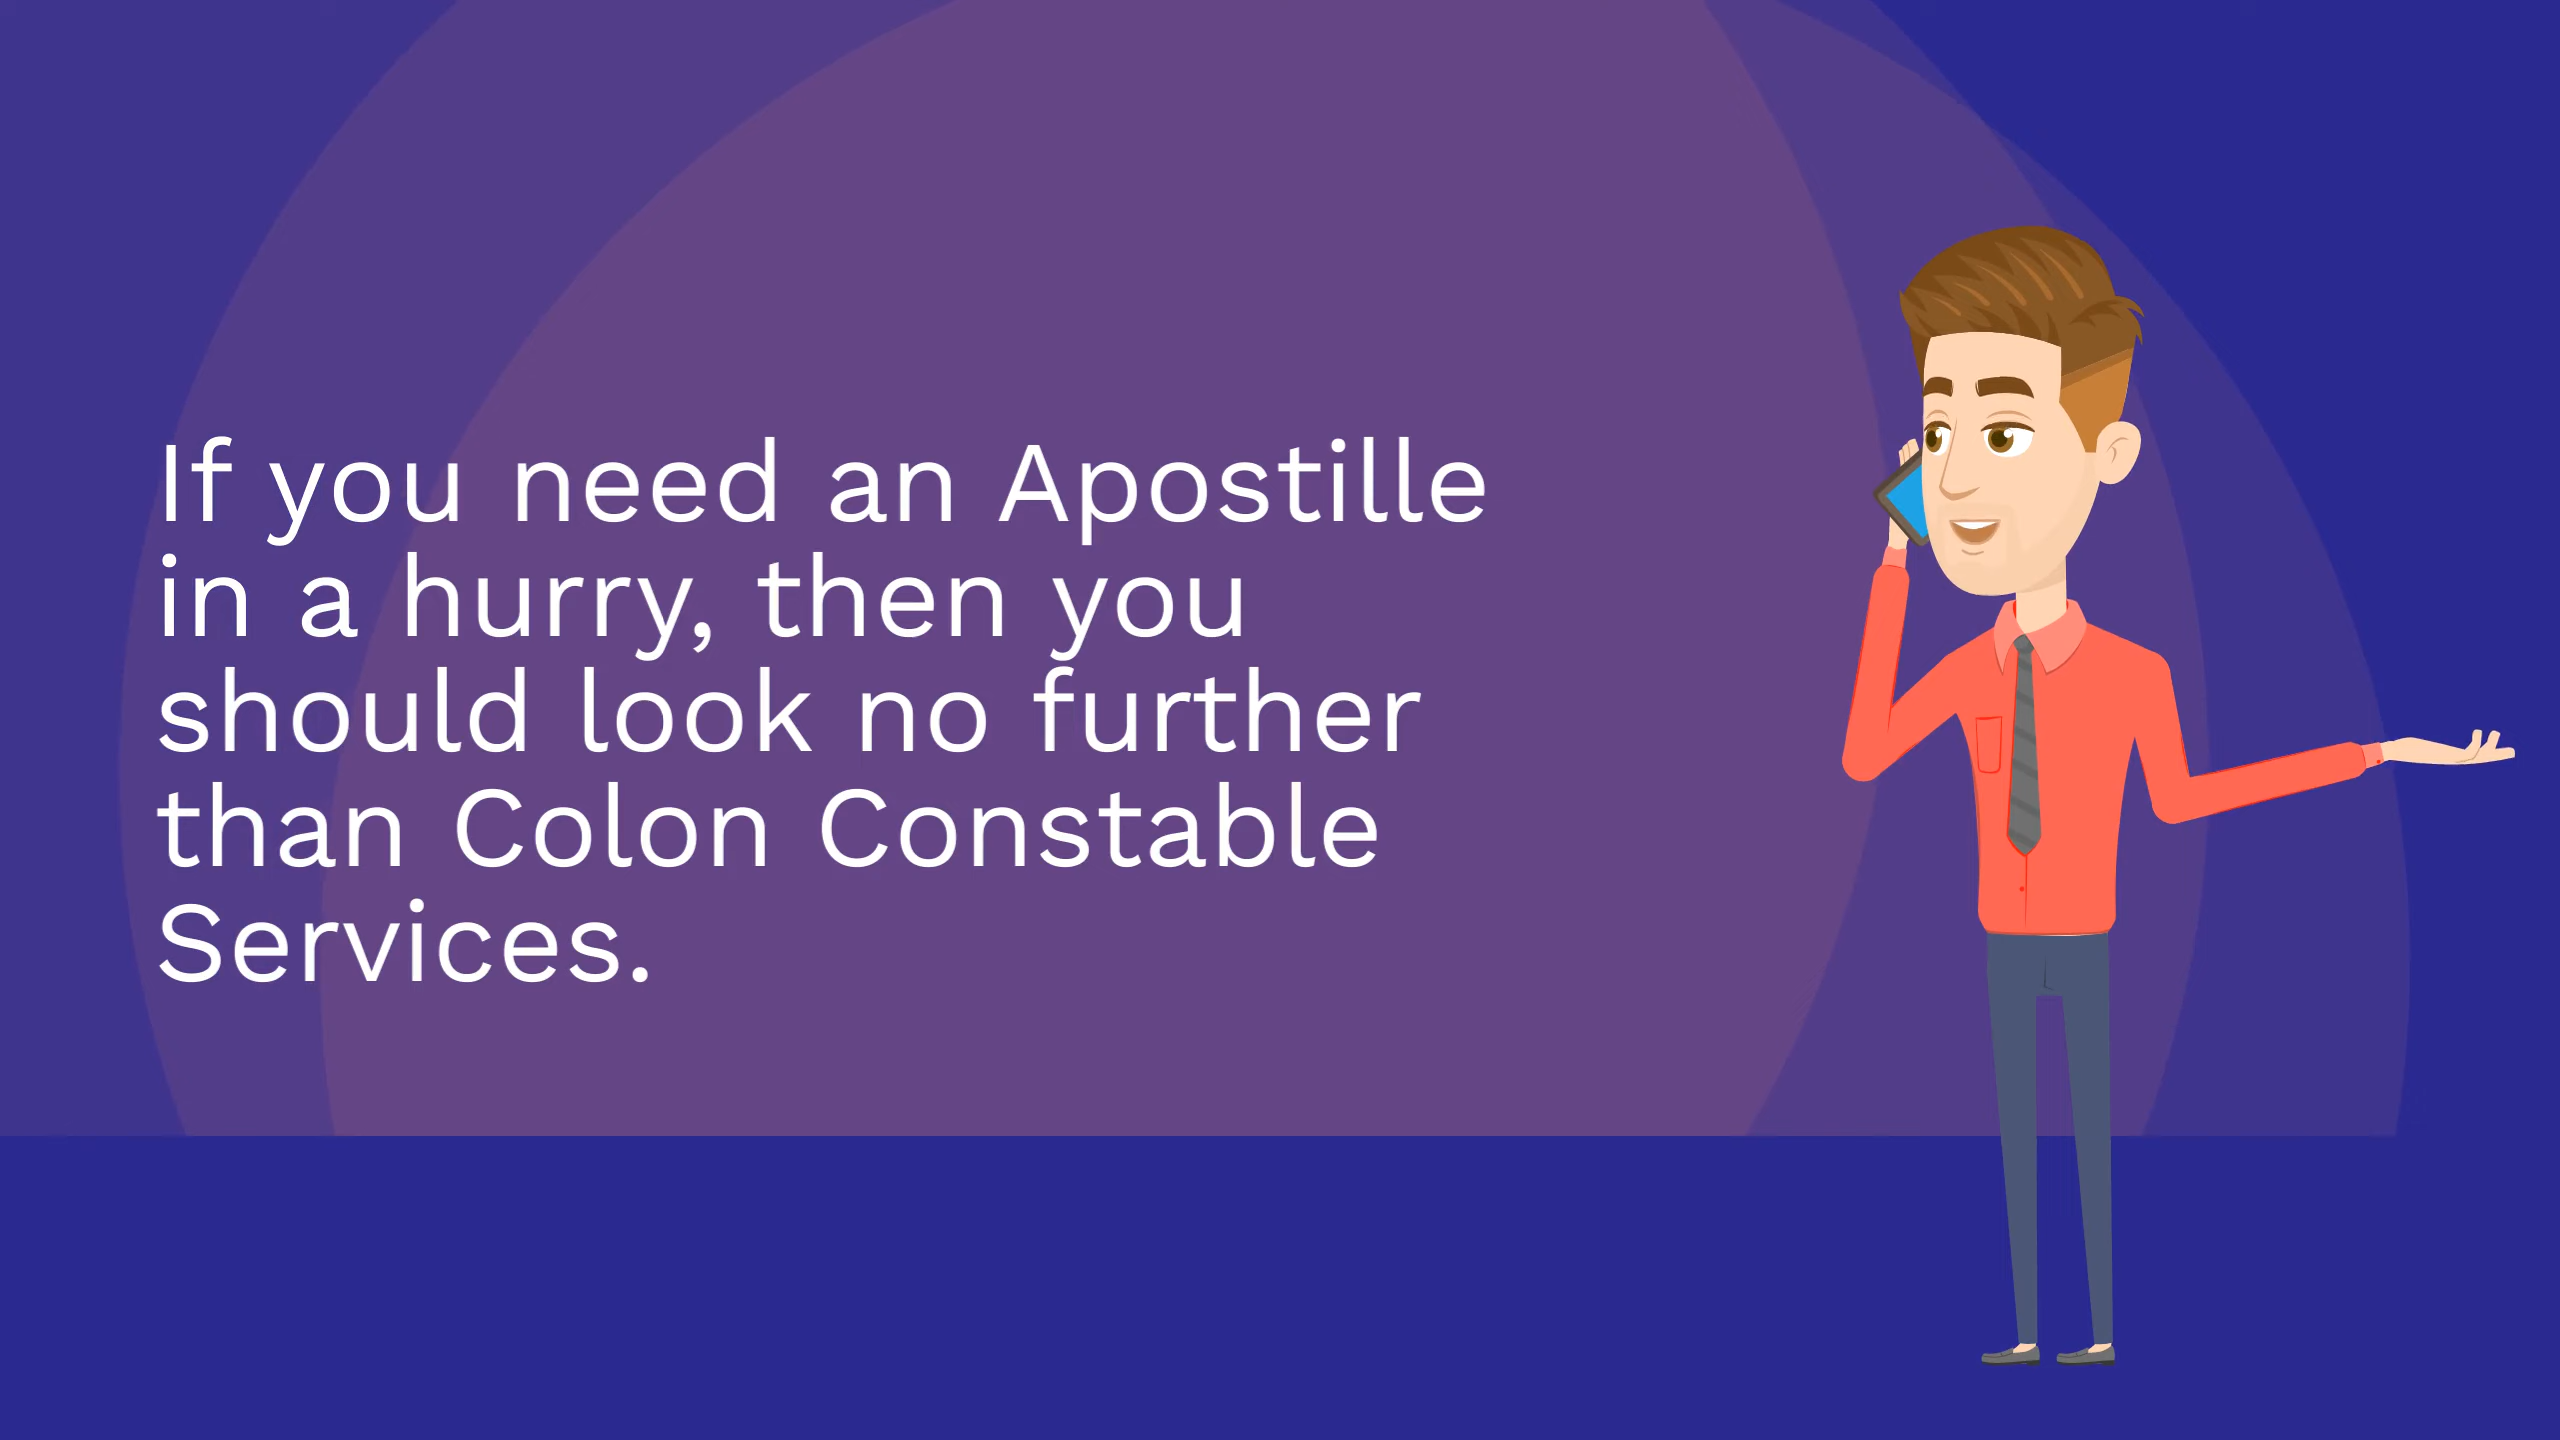 If you need an Apostille
in a hurry, then you
should look no further
than Colon Constable
Services.